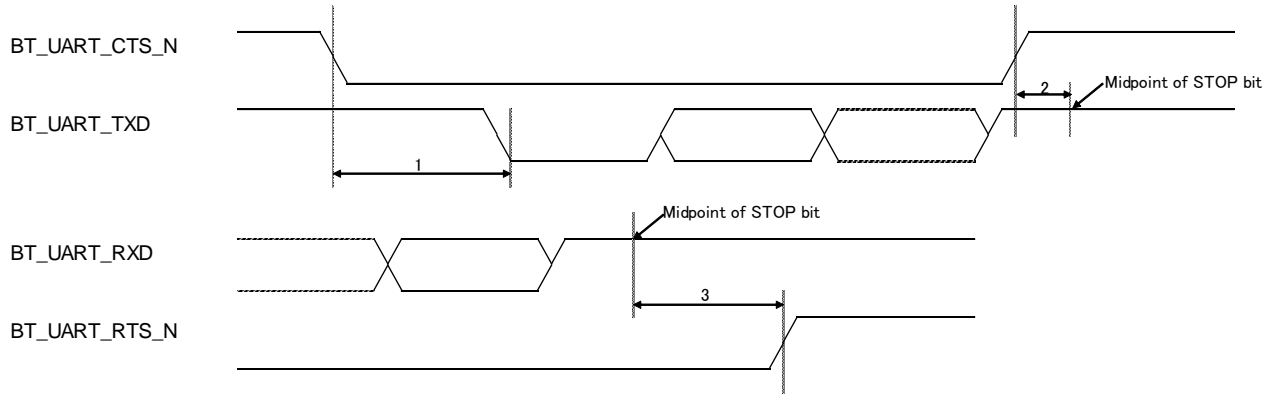 BT_UART_CTS_N
2
Midpoint of STOP bit
BT_UART_TXD
1
Midpoint of STOP bit
BT_UART_RXD
3
BT_UART_RTS_N